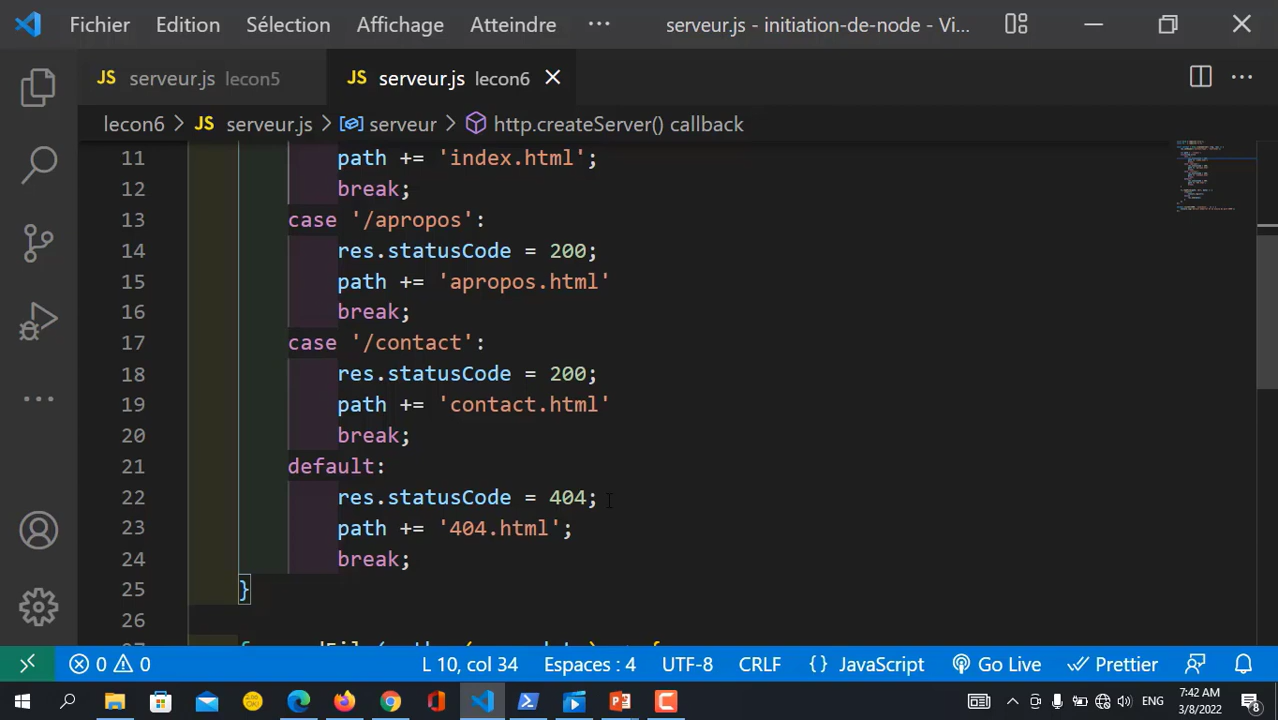 Fichier Edition Sélection Affichage Atteindre ··· serveur.js - initiation-de-node - Vi...
JS serveur.js lecon5 JS serveur.js lecon6
lecon6 > JS serveur.js > serveur > http.createServer() callback
11 path += 'index.html';
12 break;
13 case '/apropos':
14 res.statusCode = 200;
15 path += 'apropos.html'
16 break;
17 case '/contact':
18 res.statusCode = 200;
19 path += 'contact.html'
20 break;
21 default:
22 res.statusCode = 404;
23 path += '404.html';
24 break;
25 }
26
0 0 L 10, col 34 Espaces : 4 UTF-8 CRLF {} JavaScript Go Live Prettier
ENG 7:42 AM
3/8/2022 8